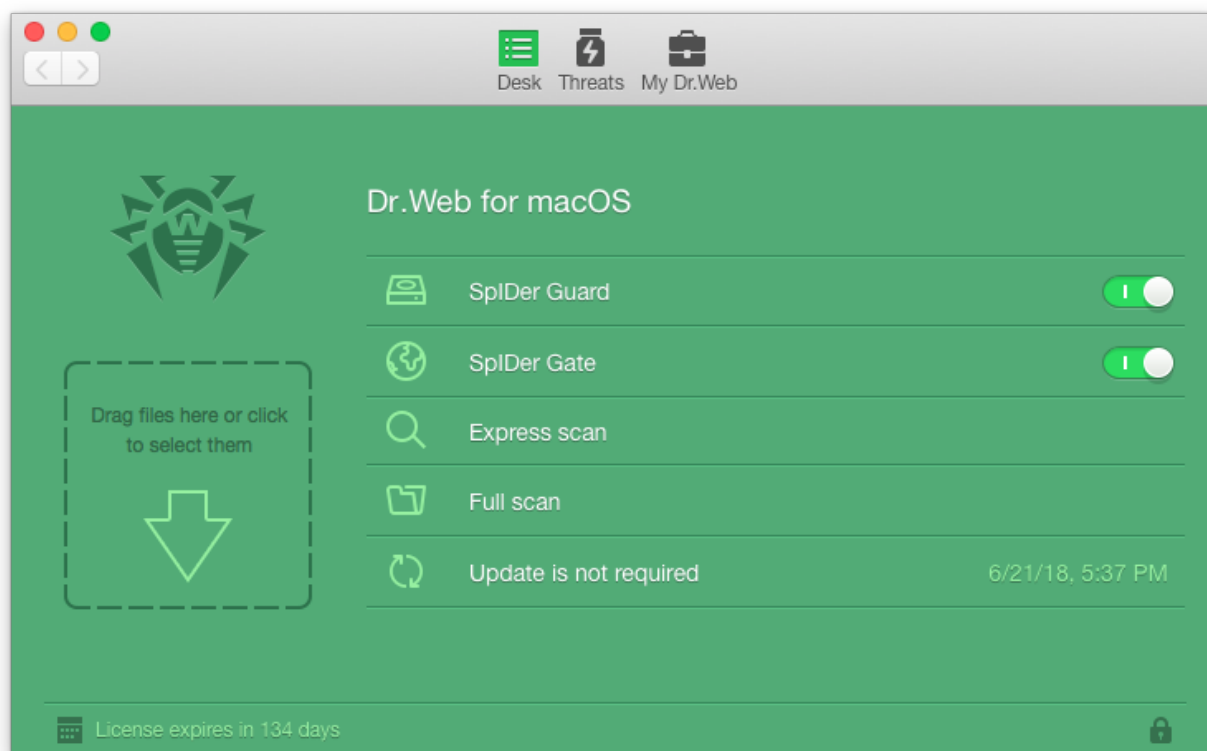 Desk Threats My Dr.Web
Dr.Web for macOS
SpIDer Guard
SpIDer Gate
Drag files here or click
to select them
Express scan
Full scan
Update is not required 6/21/18, 5:37 PM
License expires in 134 days